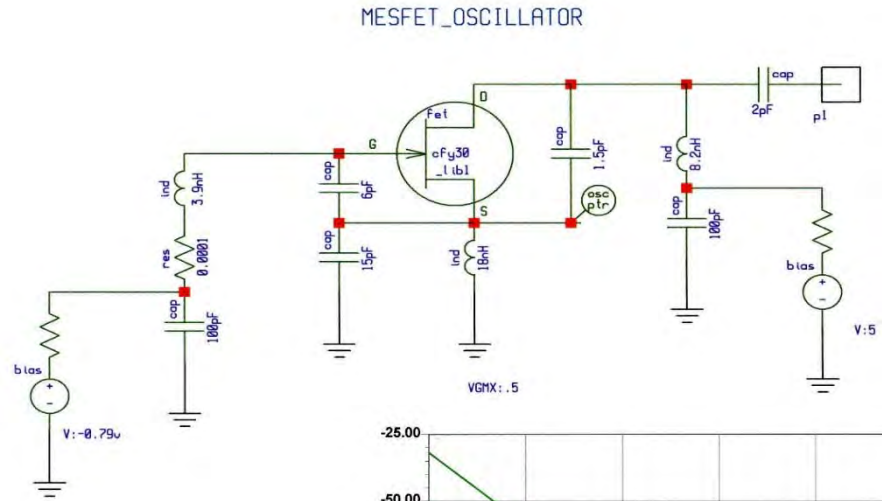 MESFET_OSCILLATOR
cap
2pF
p1
D
fet
G
cfy30
_lib1
S
cap
1.5pF
osc
ptr
ind
8.2nH
cap
100pF
bias
V:5
ind
3.9nH
res
0.0001
cap
6pF
cap
15pF
ind
18nH
cap
100pF
bias
V:-0.79v
VGMX:.5
-25.00
-50.00